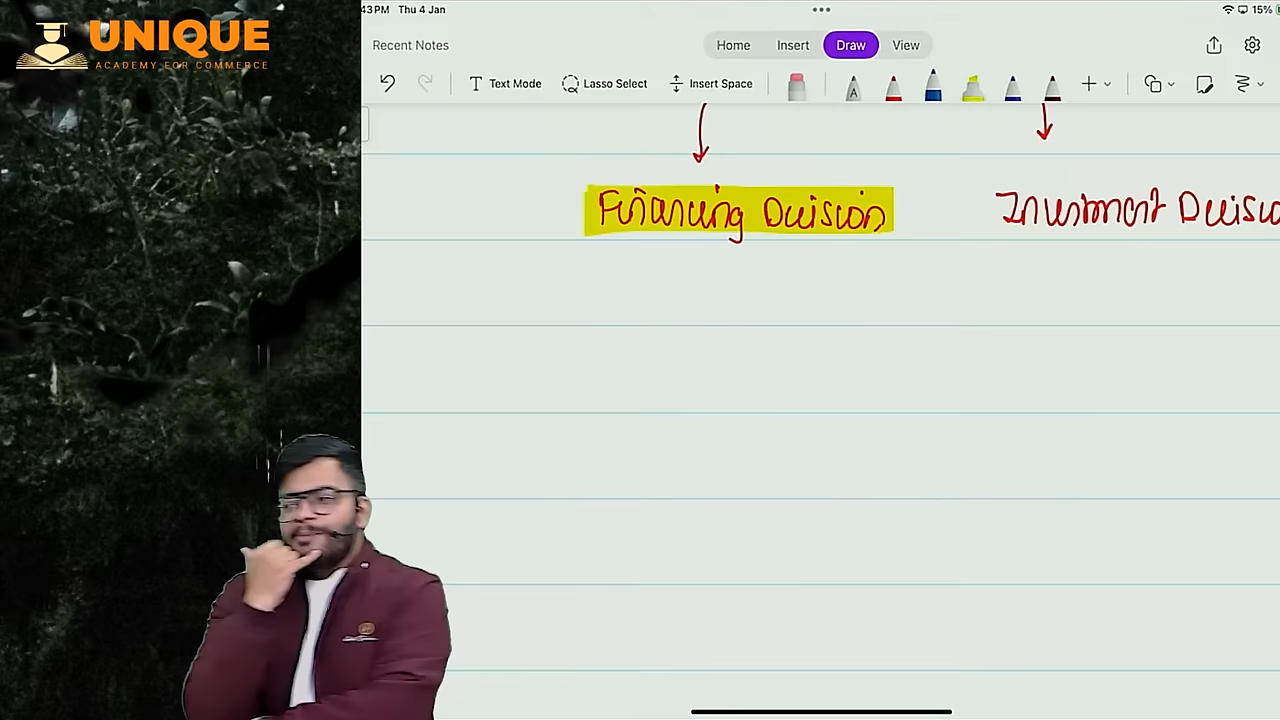 UNIQUE
ACADEMY FOR COMMERCE
43PM Thu 4 Jan
15%
Recent Notes
Home Insert Draw View
Text Mode Lasso Select Insert Space
A
Financing Decision
Investment Decisio